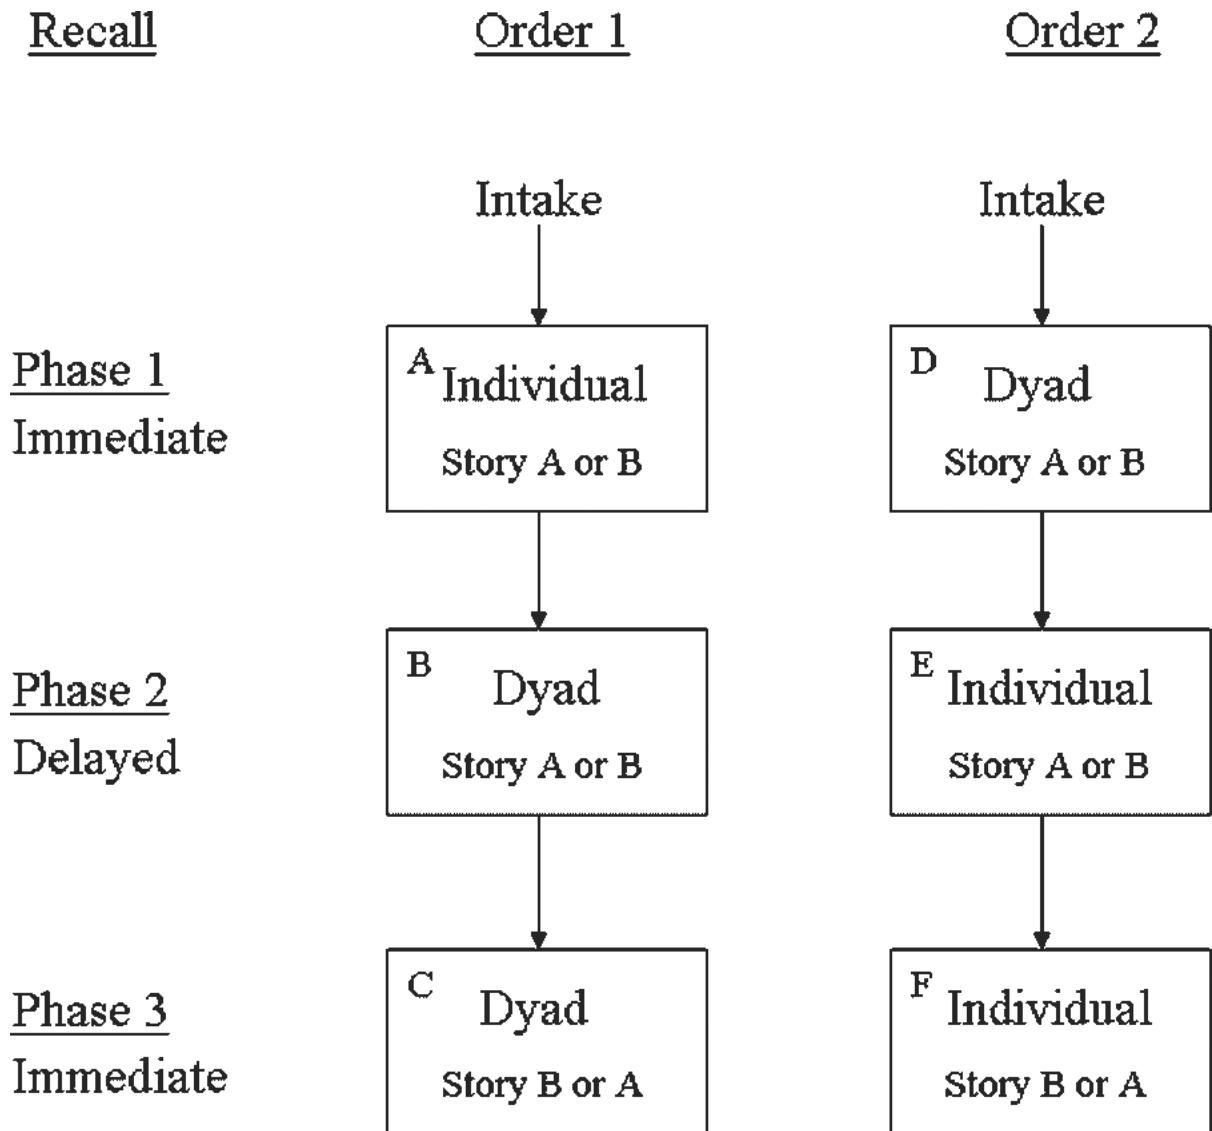 Recall Order 1 Order 2
Intake Intake
Phase 1
Immediate
A Individual
Story A or B
D Dyad
Story A or B
Phase 2
Delayed
B Dyad
Story A or B
E Individual
Story A or B
Phase 3
Immediate
C Dyad
Story B or A
F Individual
Story B or A